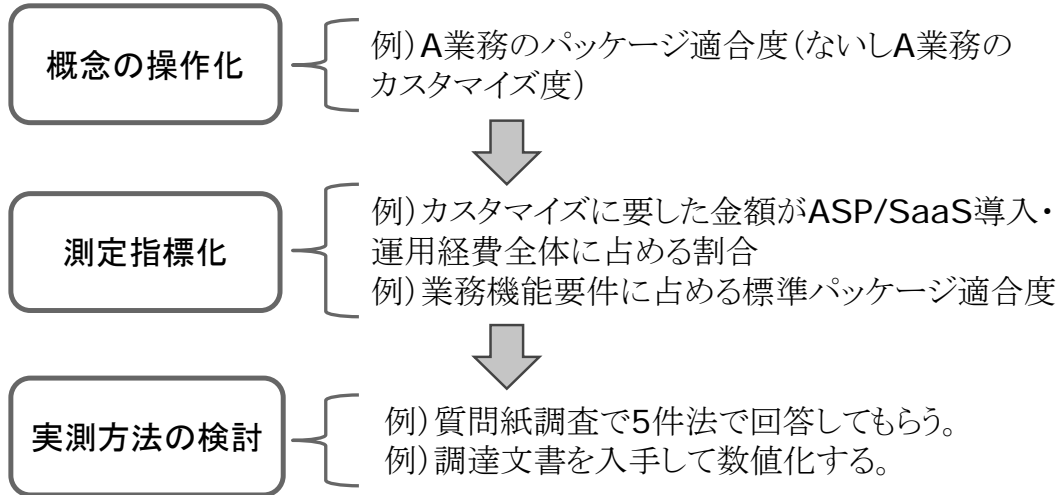 概念の操作化
例)A業務のパッケージ適合度(ないしA業務の
カスタマイズ度)
測定指標化
例)カスタマイズに要した金額がASP/SaaS導入・
運用経費全体に占める割合
例)業務機能要件に占める標準パッケージ適合度
実測方法の検討
例)質問紙調査で5件法で回答してもらう。
例)調達文書を入手して数値化する。